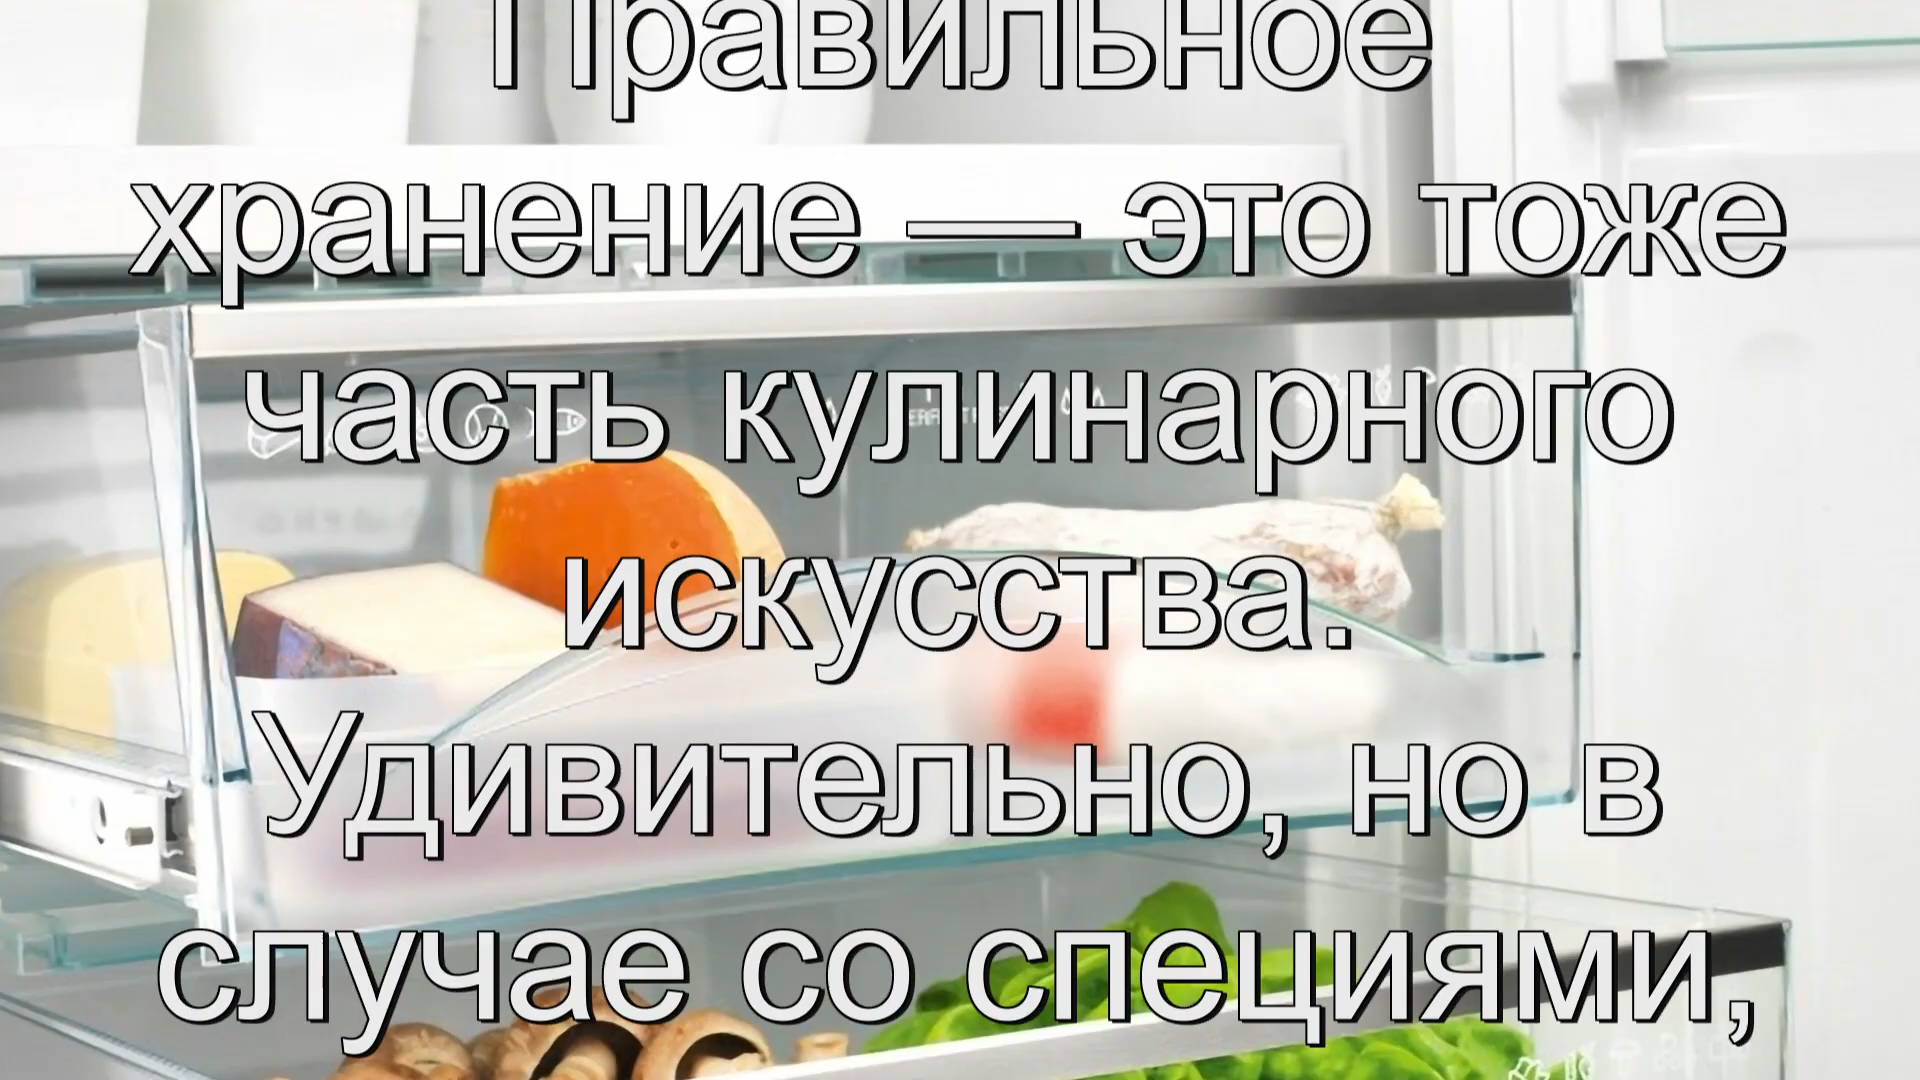 Правильное
хранение — это тоже
часть кулинарного
искусства.
Удивительно, но в
случае со специями,